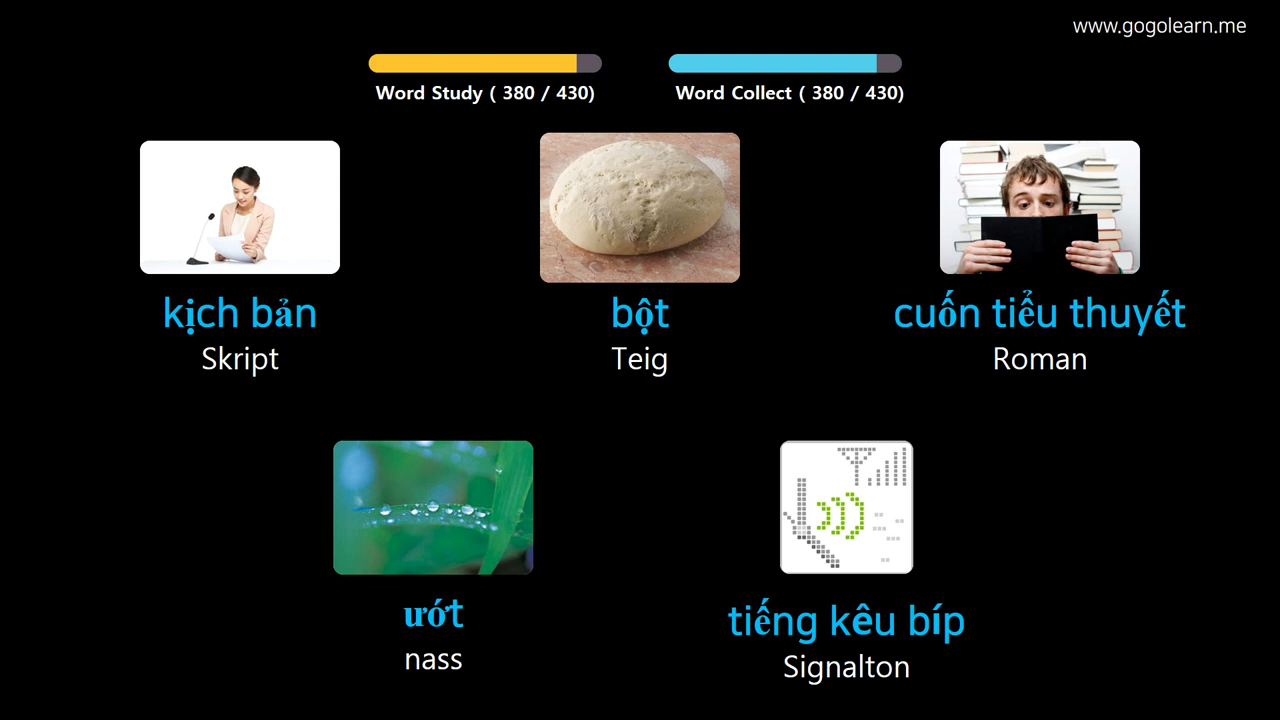 www.gogolearn.me
Word Study ( 380 / 430)
Word Collect ( 380 / 430)
kịch bản
Skript
bột
Teig
cuốn tiểu thuyết
Roman
ướt
nass
tiếng kêu bíp
Signalton